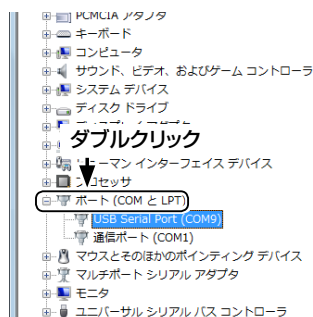 PCMCIA アダプタ
キーボード
コンピュータ
サウンド、ビデオ、およびゲーム コントローラ
システム デバイス
ディスク ドライブ
ダブルクリック
ーマン インターフェイス デバイス
プロセッサ
ポート (COM と LPT)
USB Serial Port (COM9)
通信ポート (COM1)
マウスとそのほかのポインティング デバイス
マルチポート シリアル アダプタ
モニタ
ユニバーサル シリアル バス コントローラ